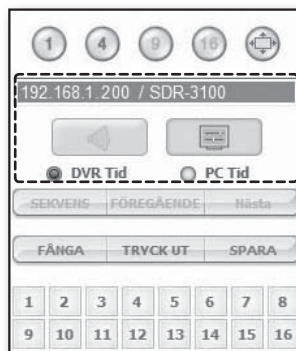 1 4 9 16
192.168.1.200 / SDR-3100
DVR Tid PC Tid
SEKVENS FÖREGÅENDE Nästa
FÅNGA TRYCK UT SPARA
1 2 3 4 5 6 7 8
9 10 11 12 13 14 15 16